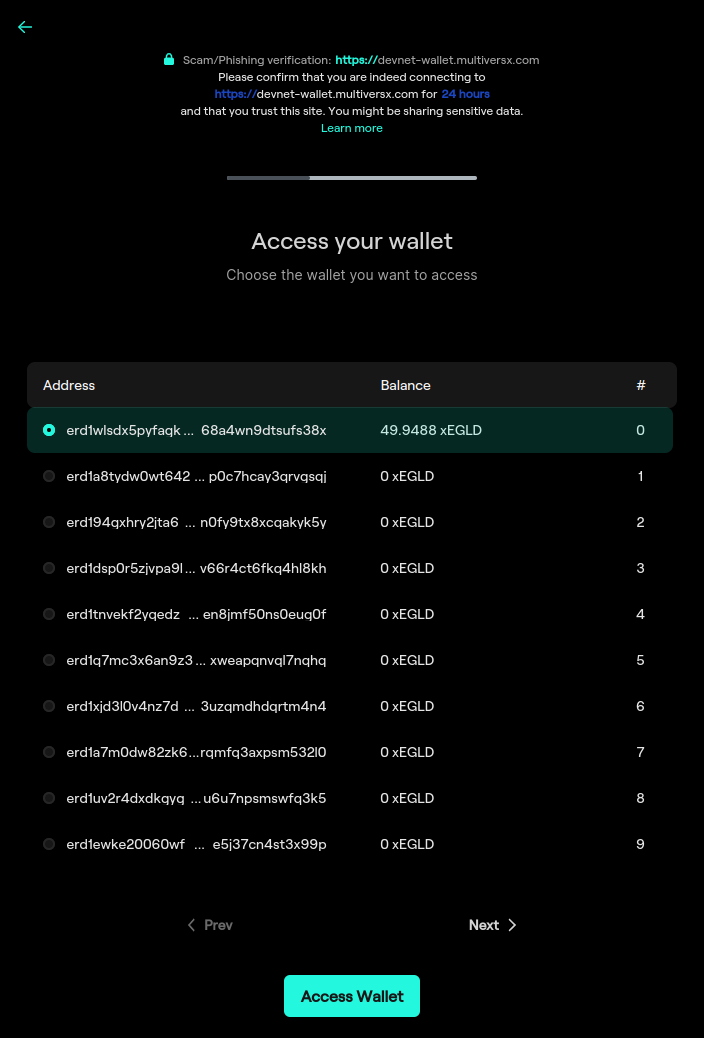 Scam/Phishing verification: https://devnet-wallet.multiversx.com
Please confirm that you are indeed connecting to
https://devnet-wallet.multiversx.com for 24 hours
and that you trust this site. You might be sharing sensitive data.
Learn more
Access your wallet
Choose the wallet you want to access
Address Balance #
erd1wlsdx5pyfaqk ... 68a4wn9dtsufs38x 49.9488 xEGLD 0
erd1a8tydw0wt642 ... p0c7hcay3qrvqsqj 0 xEGLD 1
erd194qxhry2jta6 ... n0fy9tx8xcqakyk5y 0 xEGLD 2
erd1dsp0r5zjvpa9l ... v66r4ct6fkq4hl8kh 0 xEGLD 3
erd1tnvekf2yqedz ... en8jmf50ns0euq0f 0 xEGLD 4
erd1q7mc3x6an9z3 ... xweapqnvql7nqhq 0 xEGLD 5
erd1xjd3l0v4nz7d ... 3uzqmdhdqrtm4n4 0 xEGLD 6
erd1a7m0dw82zk6 ... rqmfq3axpsm532l0 0 xEGLD 7
erd1uv2r4dxdkqyq ... u6u7npsmswfq3k5 0 xEGLD 8
erd1ewke20060wf ... e5j37cn4st3x99p 0 xEGLD 9
Prev Next
Access Wallet